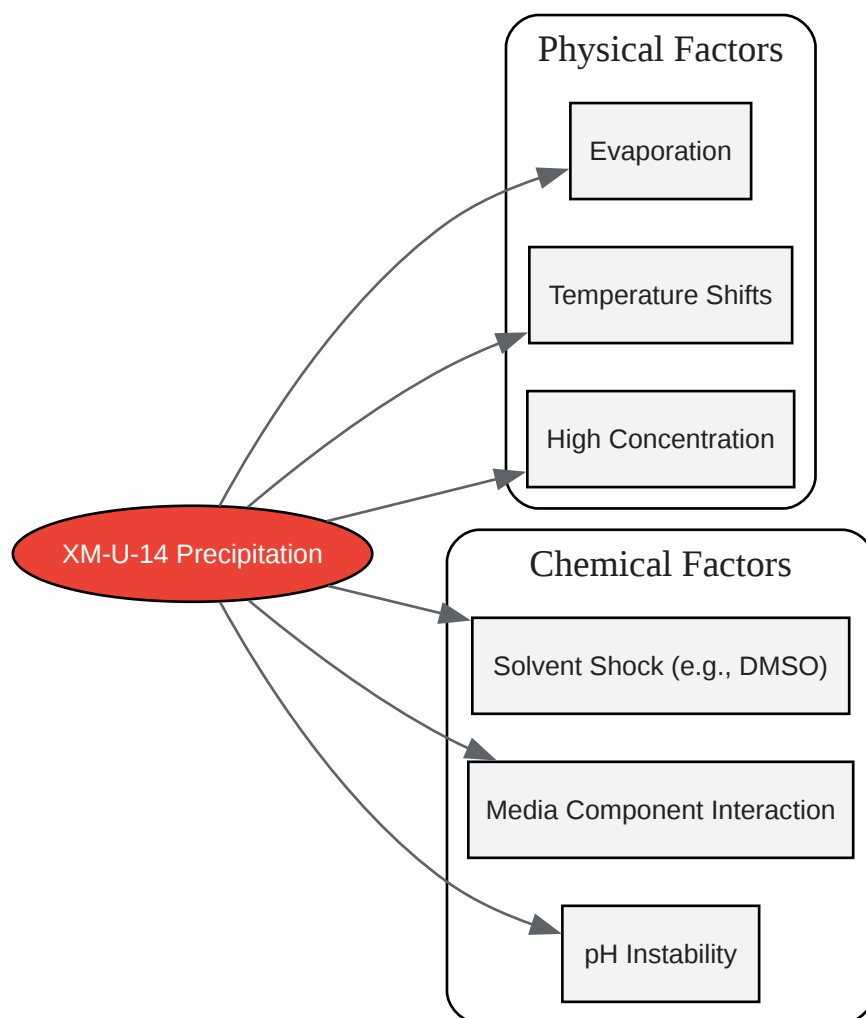 Physical Factors
Evaporation
Temperature Shifts
High Concentration
XM-U-14 Precipitation
Chemical Factors
Solvent Shock (e.g., DMSO)
Media Component Interaction
pH Instability